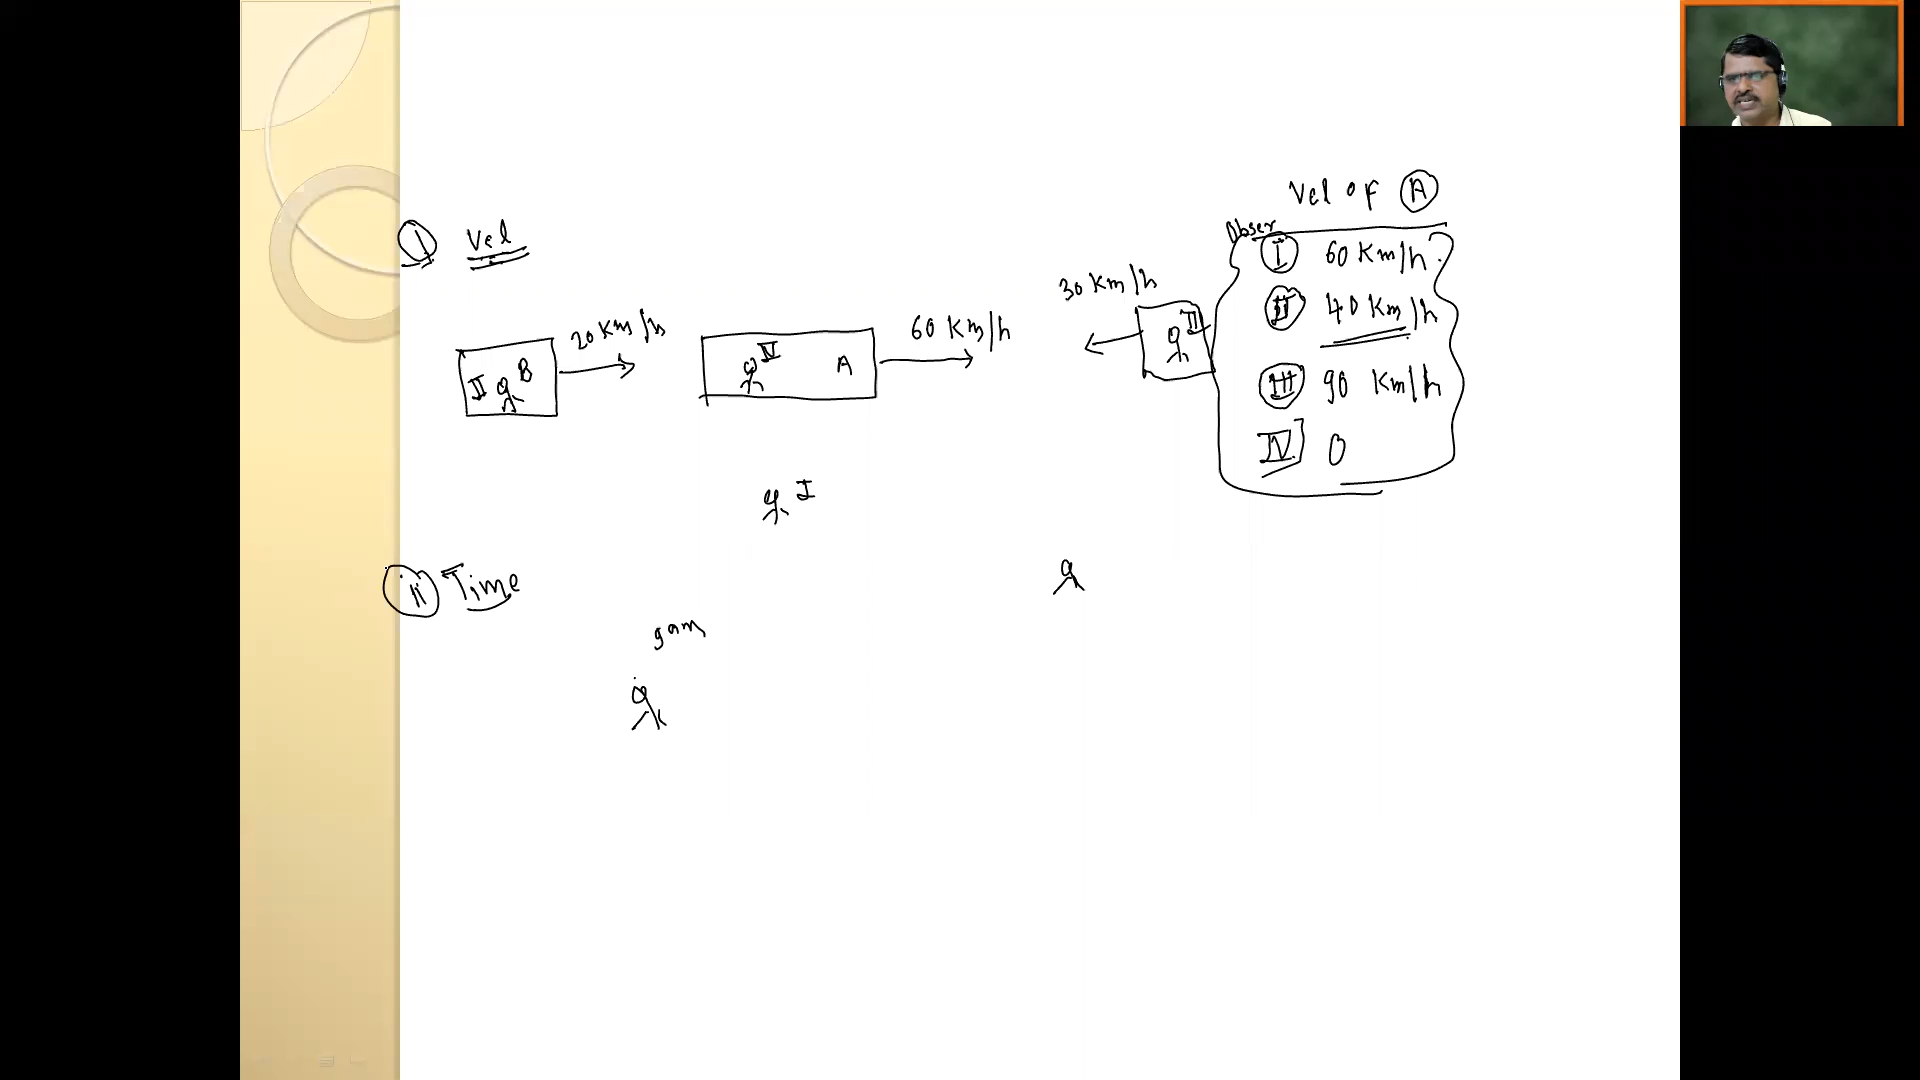 Vel of A
Obser
I 60 Km/h
II 40 Km/h
III 90 Km/h
IV 0
i Vel
20 Km/h
60 Km/h
30 Km/h
II B
IV A
III
I
ii Time
9am